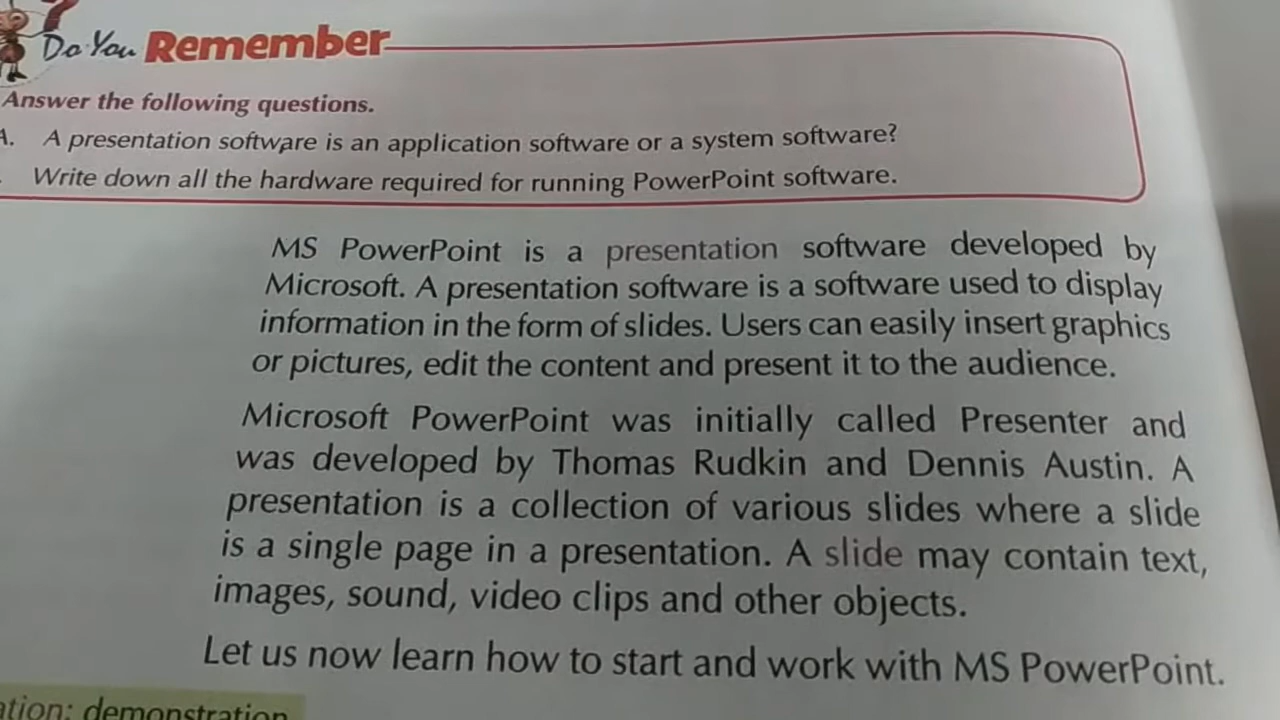 Do You Remember
Answer the following questions.
A. A presentation software is an application software or a system software?
Write down all the hardware required for running PowerPoint software.
MS PowerPoint is a presentation software developed by
Microsoft. A presentation software is a software used to display
information in the form of slides. Users can easily insert graphics
or pictures, edit the content and present it to the audience.
Microsoft PowerPoint was initially called Presenter and
was developed by Thomas Rudkin and Dennis Austin. A
presentation is a collection of various slides where a slide
is a single page in a presentation. A slide may contain text,
images, sound, video clips and other objects.
Let us now learn how to start and work with MS PowerPoint.
demonstration